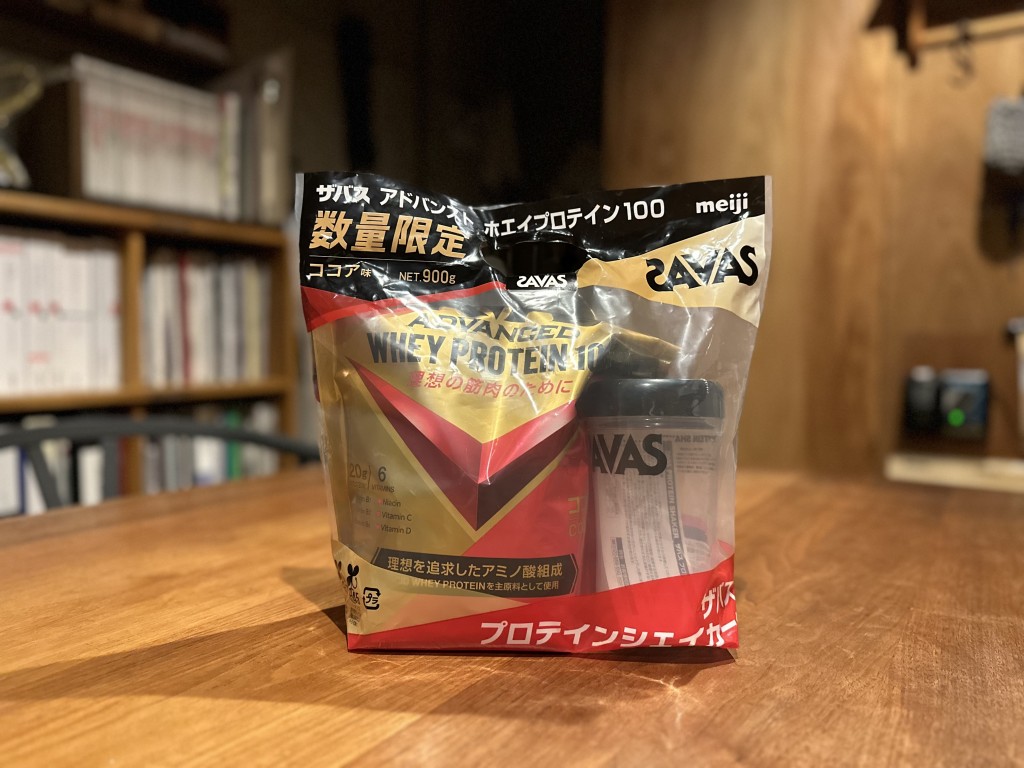 ザバス アドバンスト ホエイプロテイン100
meiji
数量限定
ココア味 NET.900g
SAVAS
SAVAS
ADVANCED
WHEY PROTEIN 10
理想の筋肉のために
AVAS
20g 6
Niacin
Vitamin C
Vitamin D
理想を追求したアミノ酸組成
WHEY PROTEINを主原料として使用
プラ
ザバス
プロテインシェイカー